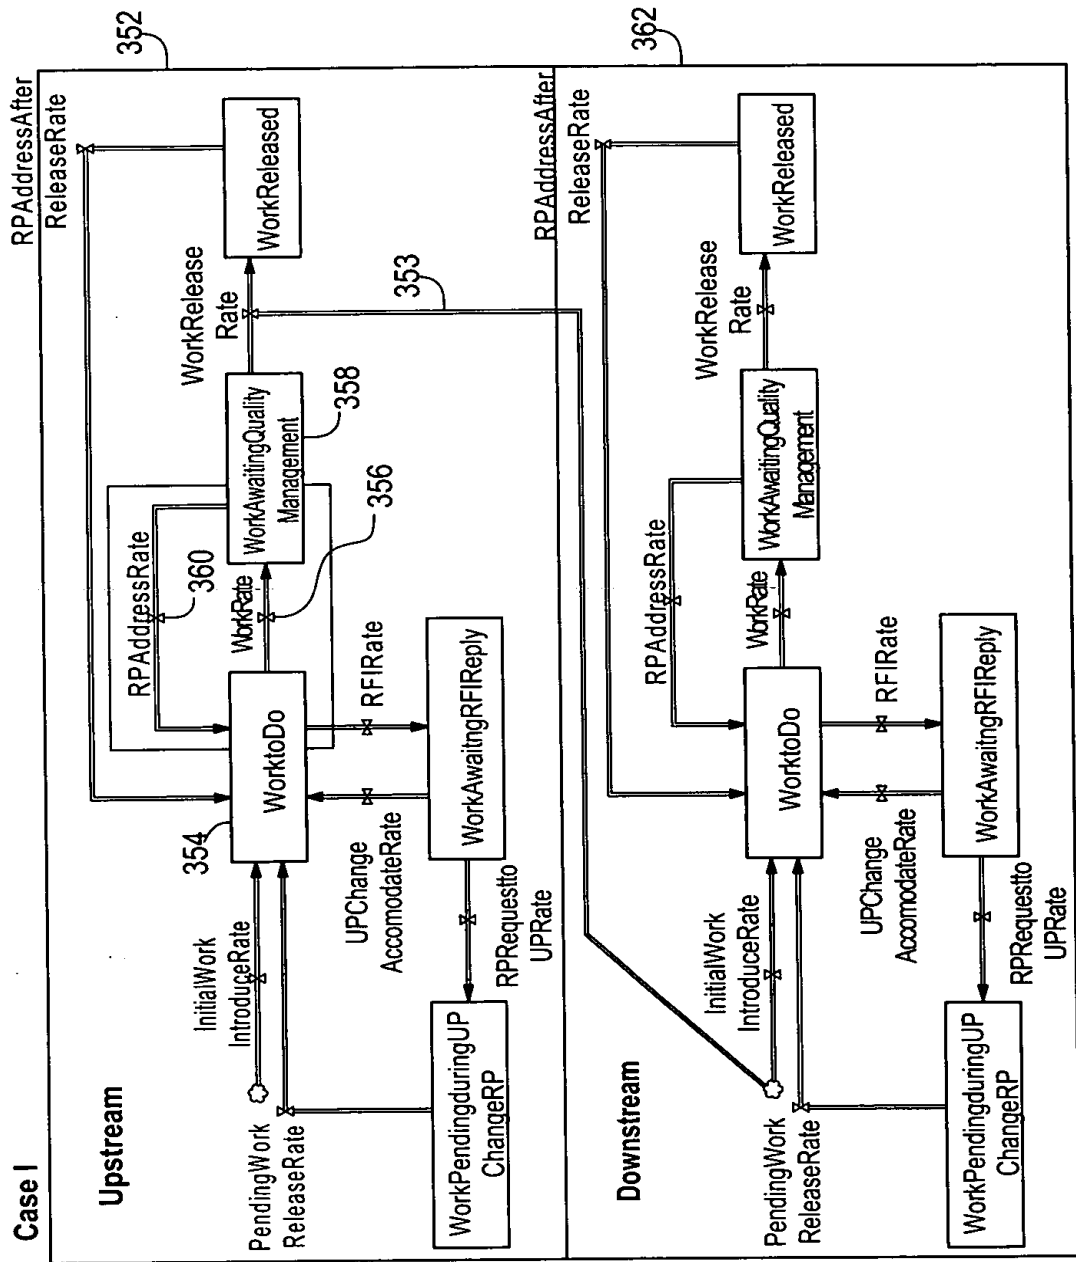 Case I
Upstream
352
RPAddressAfter
ReleaseRate
RPAddressRate
360
354
InitialWork
IntroduceRate
WorktoDo
WorkRate
356
WorkAwaitingQuality
Management
358
WorkRelease
Rate
WorkReleased
PendingWork
ReleaseRate
UPChange
AccomodateRate
RFIRate
353
WorkPendingduringUP
ChangeRP
RPRequestto
UPRate
WorkAwaitngRFIReply
Downstream
362
RPAddressAfter
ReleaseRate
RPAddressRate
InitialWork
IntroduceRate
WorktoDo
WorkRate
WorkAwaitingQuality
Management
WorkRelease
Rate
WorkReleased
PendingWork
ReleaseRate
UPChange
AccomodateRate
RFIRate
WorkPendingduringUP
ChangeRP
RPRequestto
UPRate
WorkAwaitngRFIReply